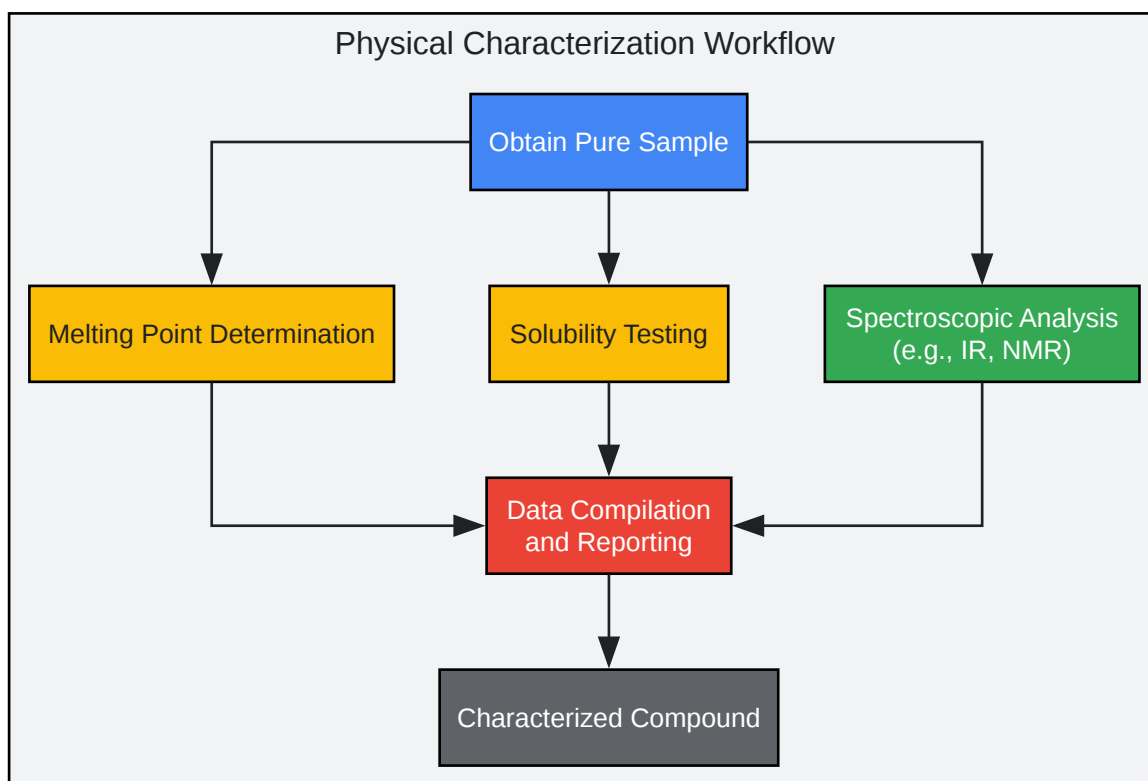 Physical Characterization Workflow
Obtain Pure Sample
Melting Point Determination
Solubility Testing
Spectroscopic Analysis
(e.g., IR, NMR)
Data Compilation
and Reporting
Characterized Compound